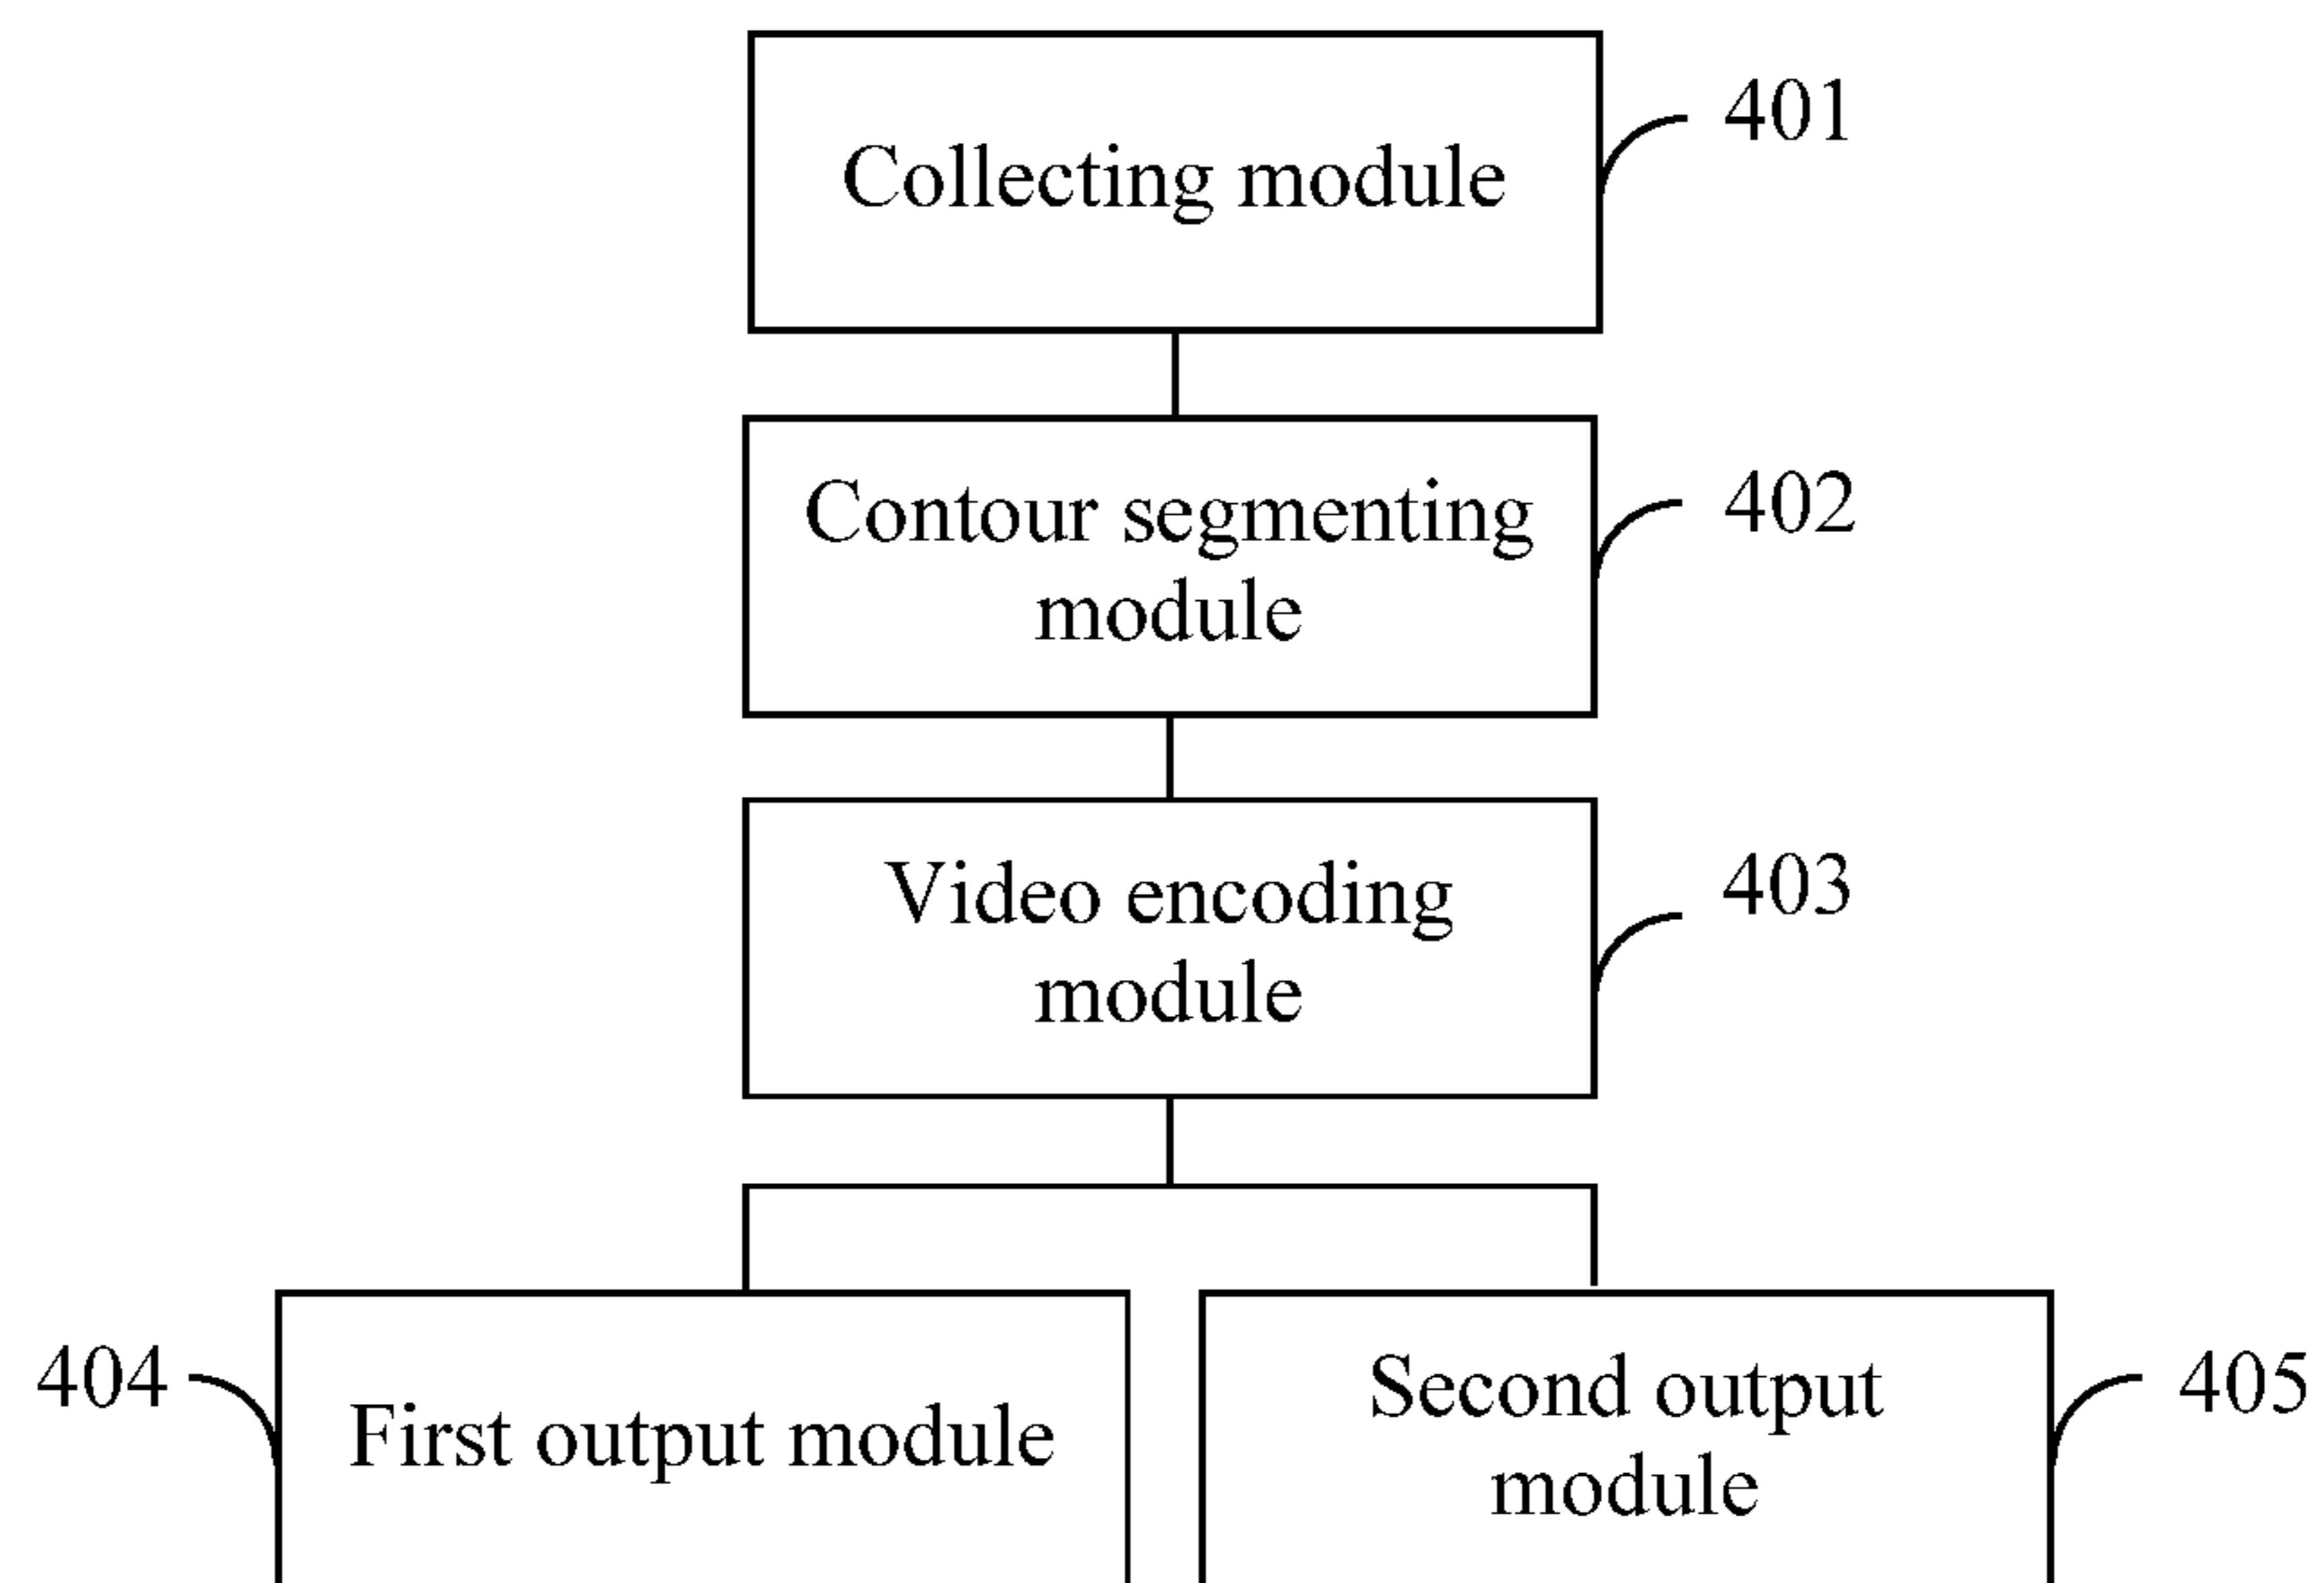 Collecting module
401
Contour segmenting
module
402
Video encoding
module
403
404
First output module
Second output
module
405